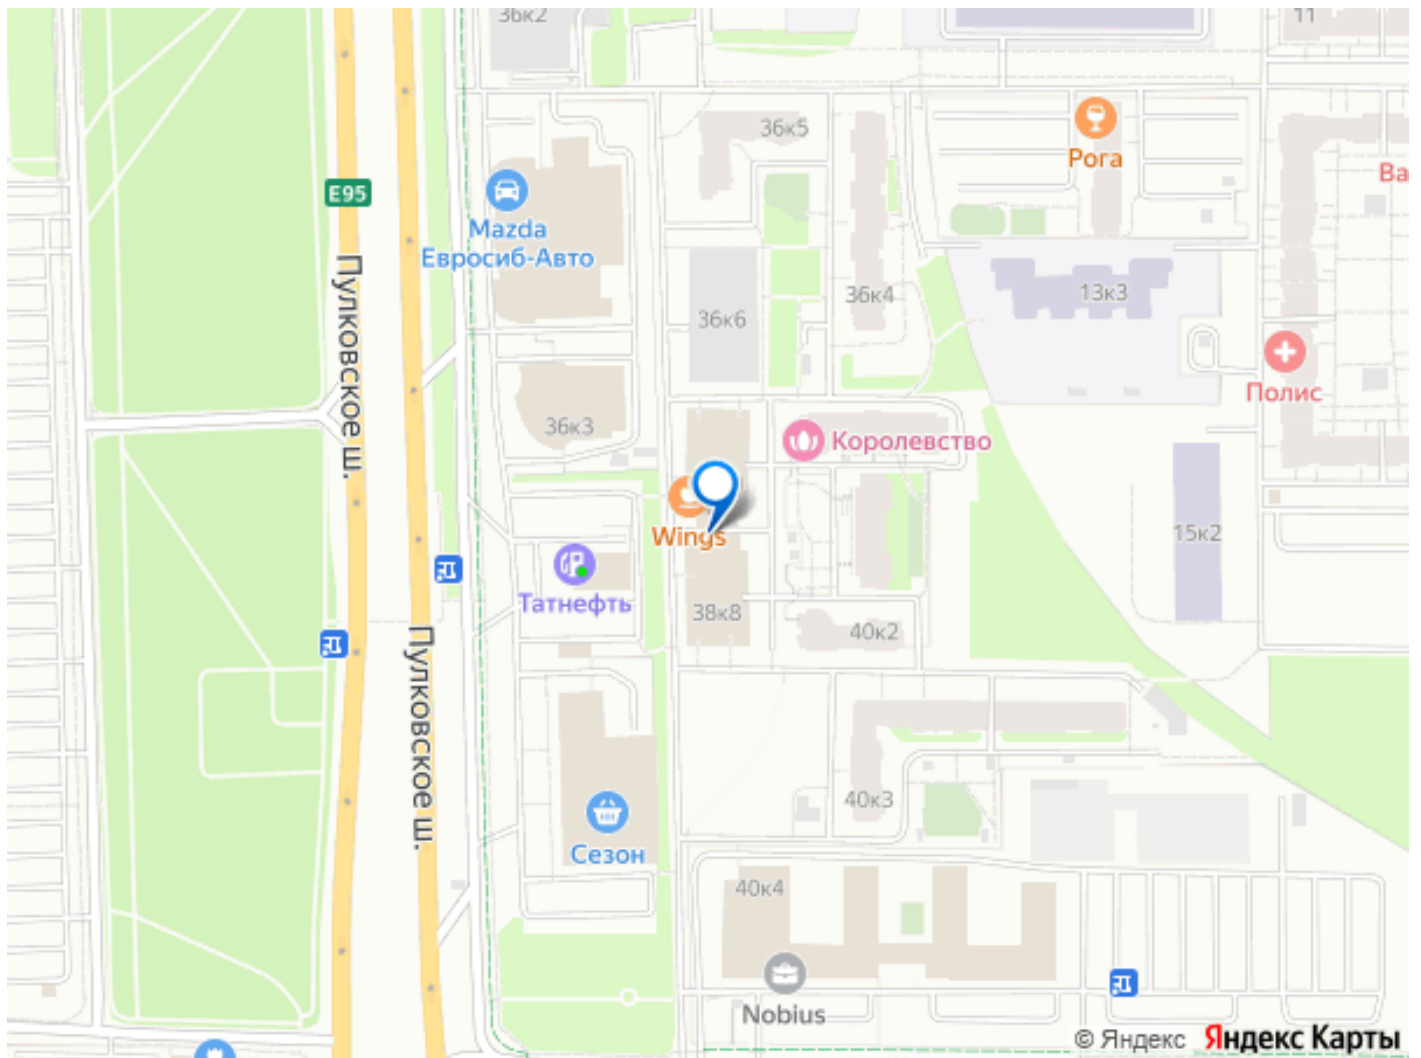 36к2
11
36к5
Рога
Ва
E95
Mazda
Евросиб-Авто
Пулковское ш.
36к4
13к3
36к6
Полис
36к3
Королевство
Wings
15к2
Татнефть
38к8
40к2
Пулковское ш.
40к3
Сезон
40к4
Nobius
© Яндекс Яндекс Карты